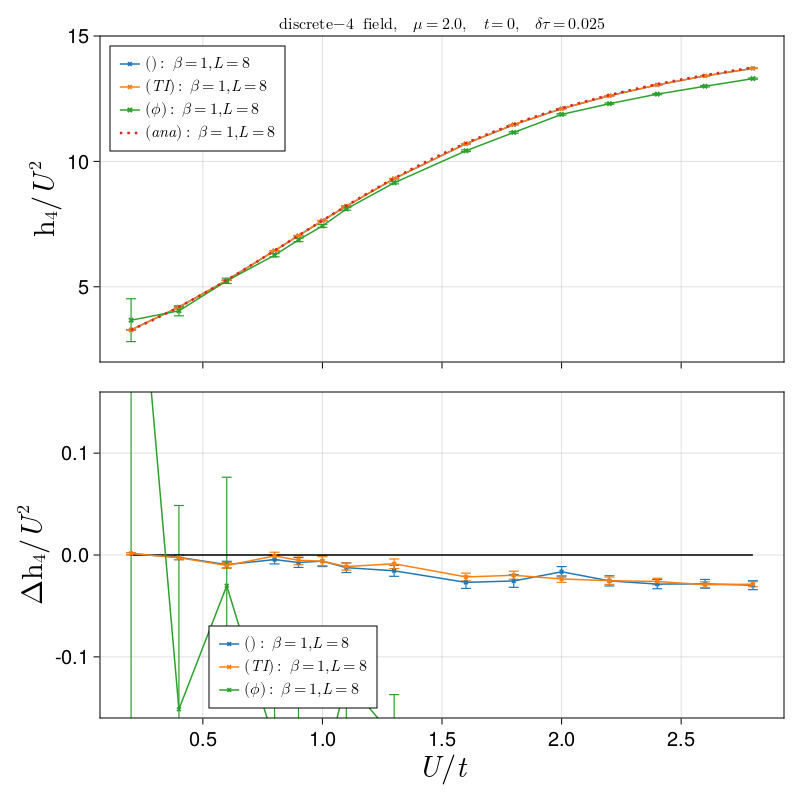 discrete−4 field, μ = 2.0, t = 0, δτ = 0.025
15
10
5
h₄/U²
() : β = 1, L = 8
(TI) : β = 1, L = 8
(ϕ) : β = 1, L = 8
(ana) : β = 1, L = 8
0.1
0.0
-0.1
Δh₄/U²
() : β = 1, L = 8
(TI) : β = 1, L = 8
(ϕ) : β = 1, L = 8
0.5 1.0 1.5 2.0 2.5
U/t